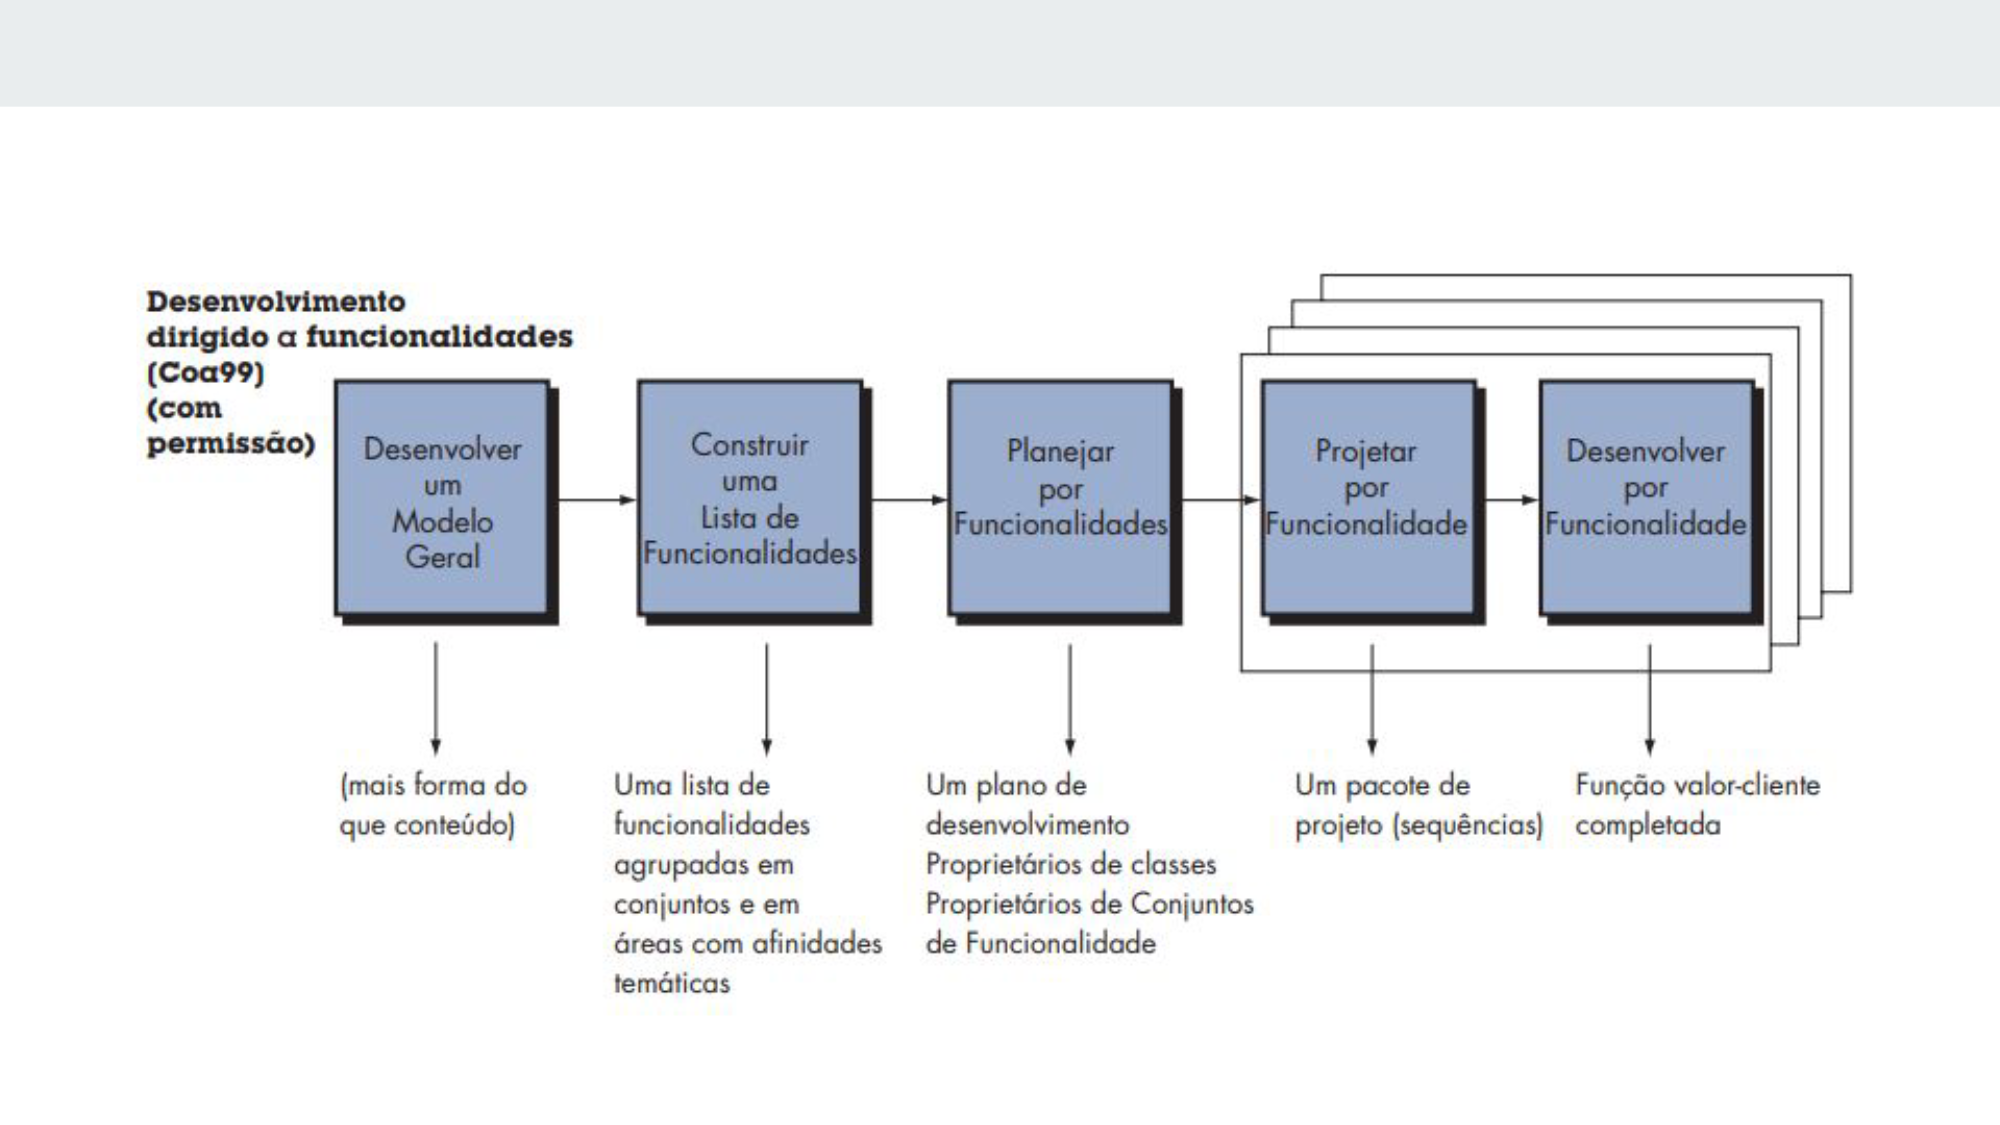 Desenvolvimento
dirigido a funcionalidades
(Coa99)
(com
permissão)
Desenvolver
um
Modelo
Geral
Construir
uma
Lista de
Funcionalidades
Planejar
por
Funcionalidades
Projetar
por
Funcionalidade
Desenvolver
por
Funcionalidade
(mais forma do
que conteúdo)
Uma lista de
funcionalidades
agrupadas em
conjuntos e em
áreas com afinidades
temáticas
Um plano de
desenvolvimento
Proprietários de classes
Proprietários de Conjuntos
de Funcionalidade
Um pacote de
projeto (sequências)
Função valor-cliente
completada